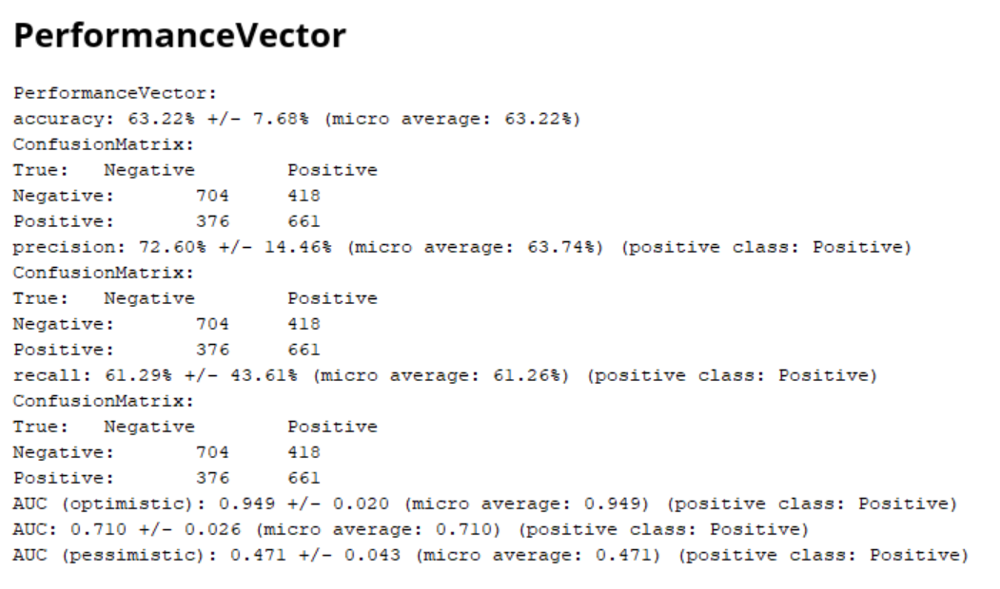 PerformanceVector
PerformanceVector:
accuracy: 63.22% +/- 7.68% (micro average: 63.22%)
ConfusionMatrix:
True: Negative Positive
Negative: 704 418
Positive: 376 661
precision: 72.60% +/- 14.46% (micro average: 63.74%) (positive class: Positive)
ConfusionMatrix:
True: Negative Positive
Negative: 704 418
Positive: 376 661
recall: 61.29% +/- 43.61% (micro average: 61.26%) (positive class: Positive)
ConfusionMatrix:
True: Negative Positive
Negative: 704 418
Positive: 376 661
AUC (optimistic): 0.949 +/- 0.020 (micro average: 0.949) (positive class: Positive)
AUC: 0.710 +/- 0.026 (micro average: 0.710) (positive class: Positive)
AUC (pessimistic): 0.471 +/- 0.043 (micro average: 0.471) (positive class: Positive)